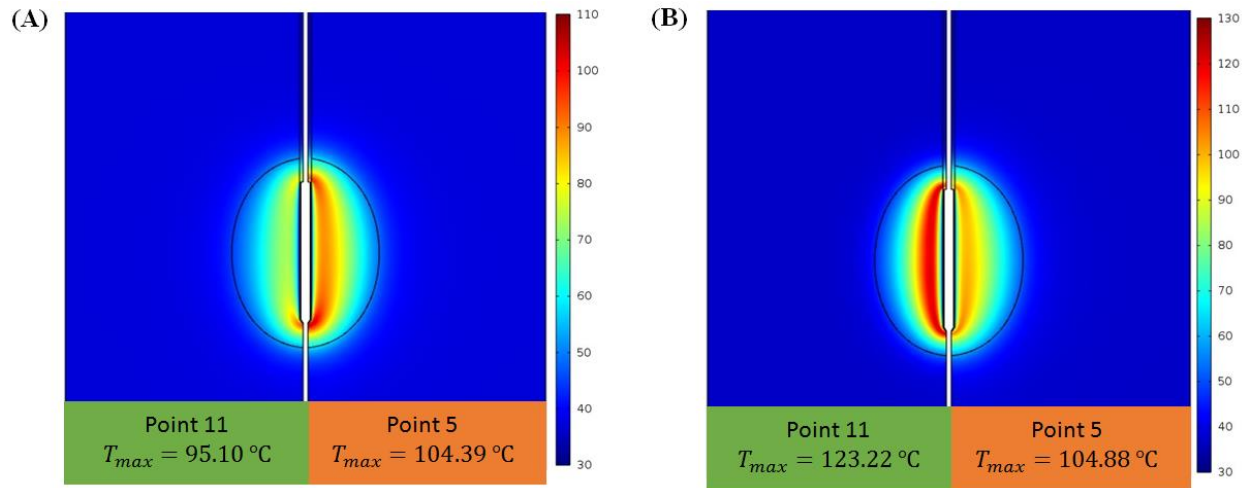 (A)
110
100
90
80
70
60
50
40
30
Point 11
T_max = 95.10 °C
Point 5
T_max = 104.39 °C
(B)
130
120
110
100
90
80
70
60
50
40
30
Point 11
T_max = 123.22 °C
Point 5
T_max = 104.88 °C